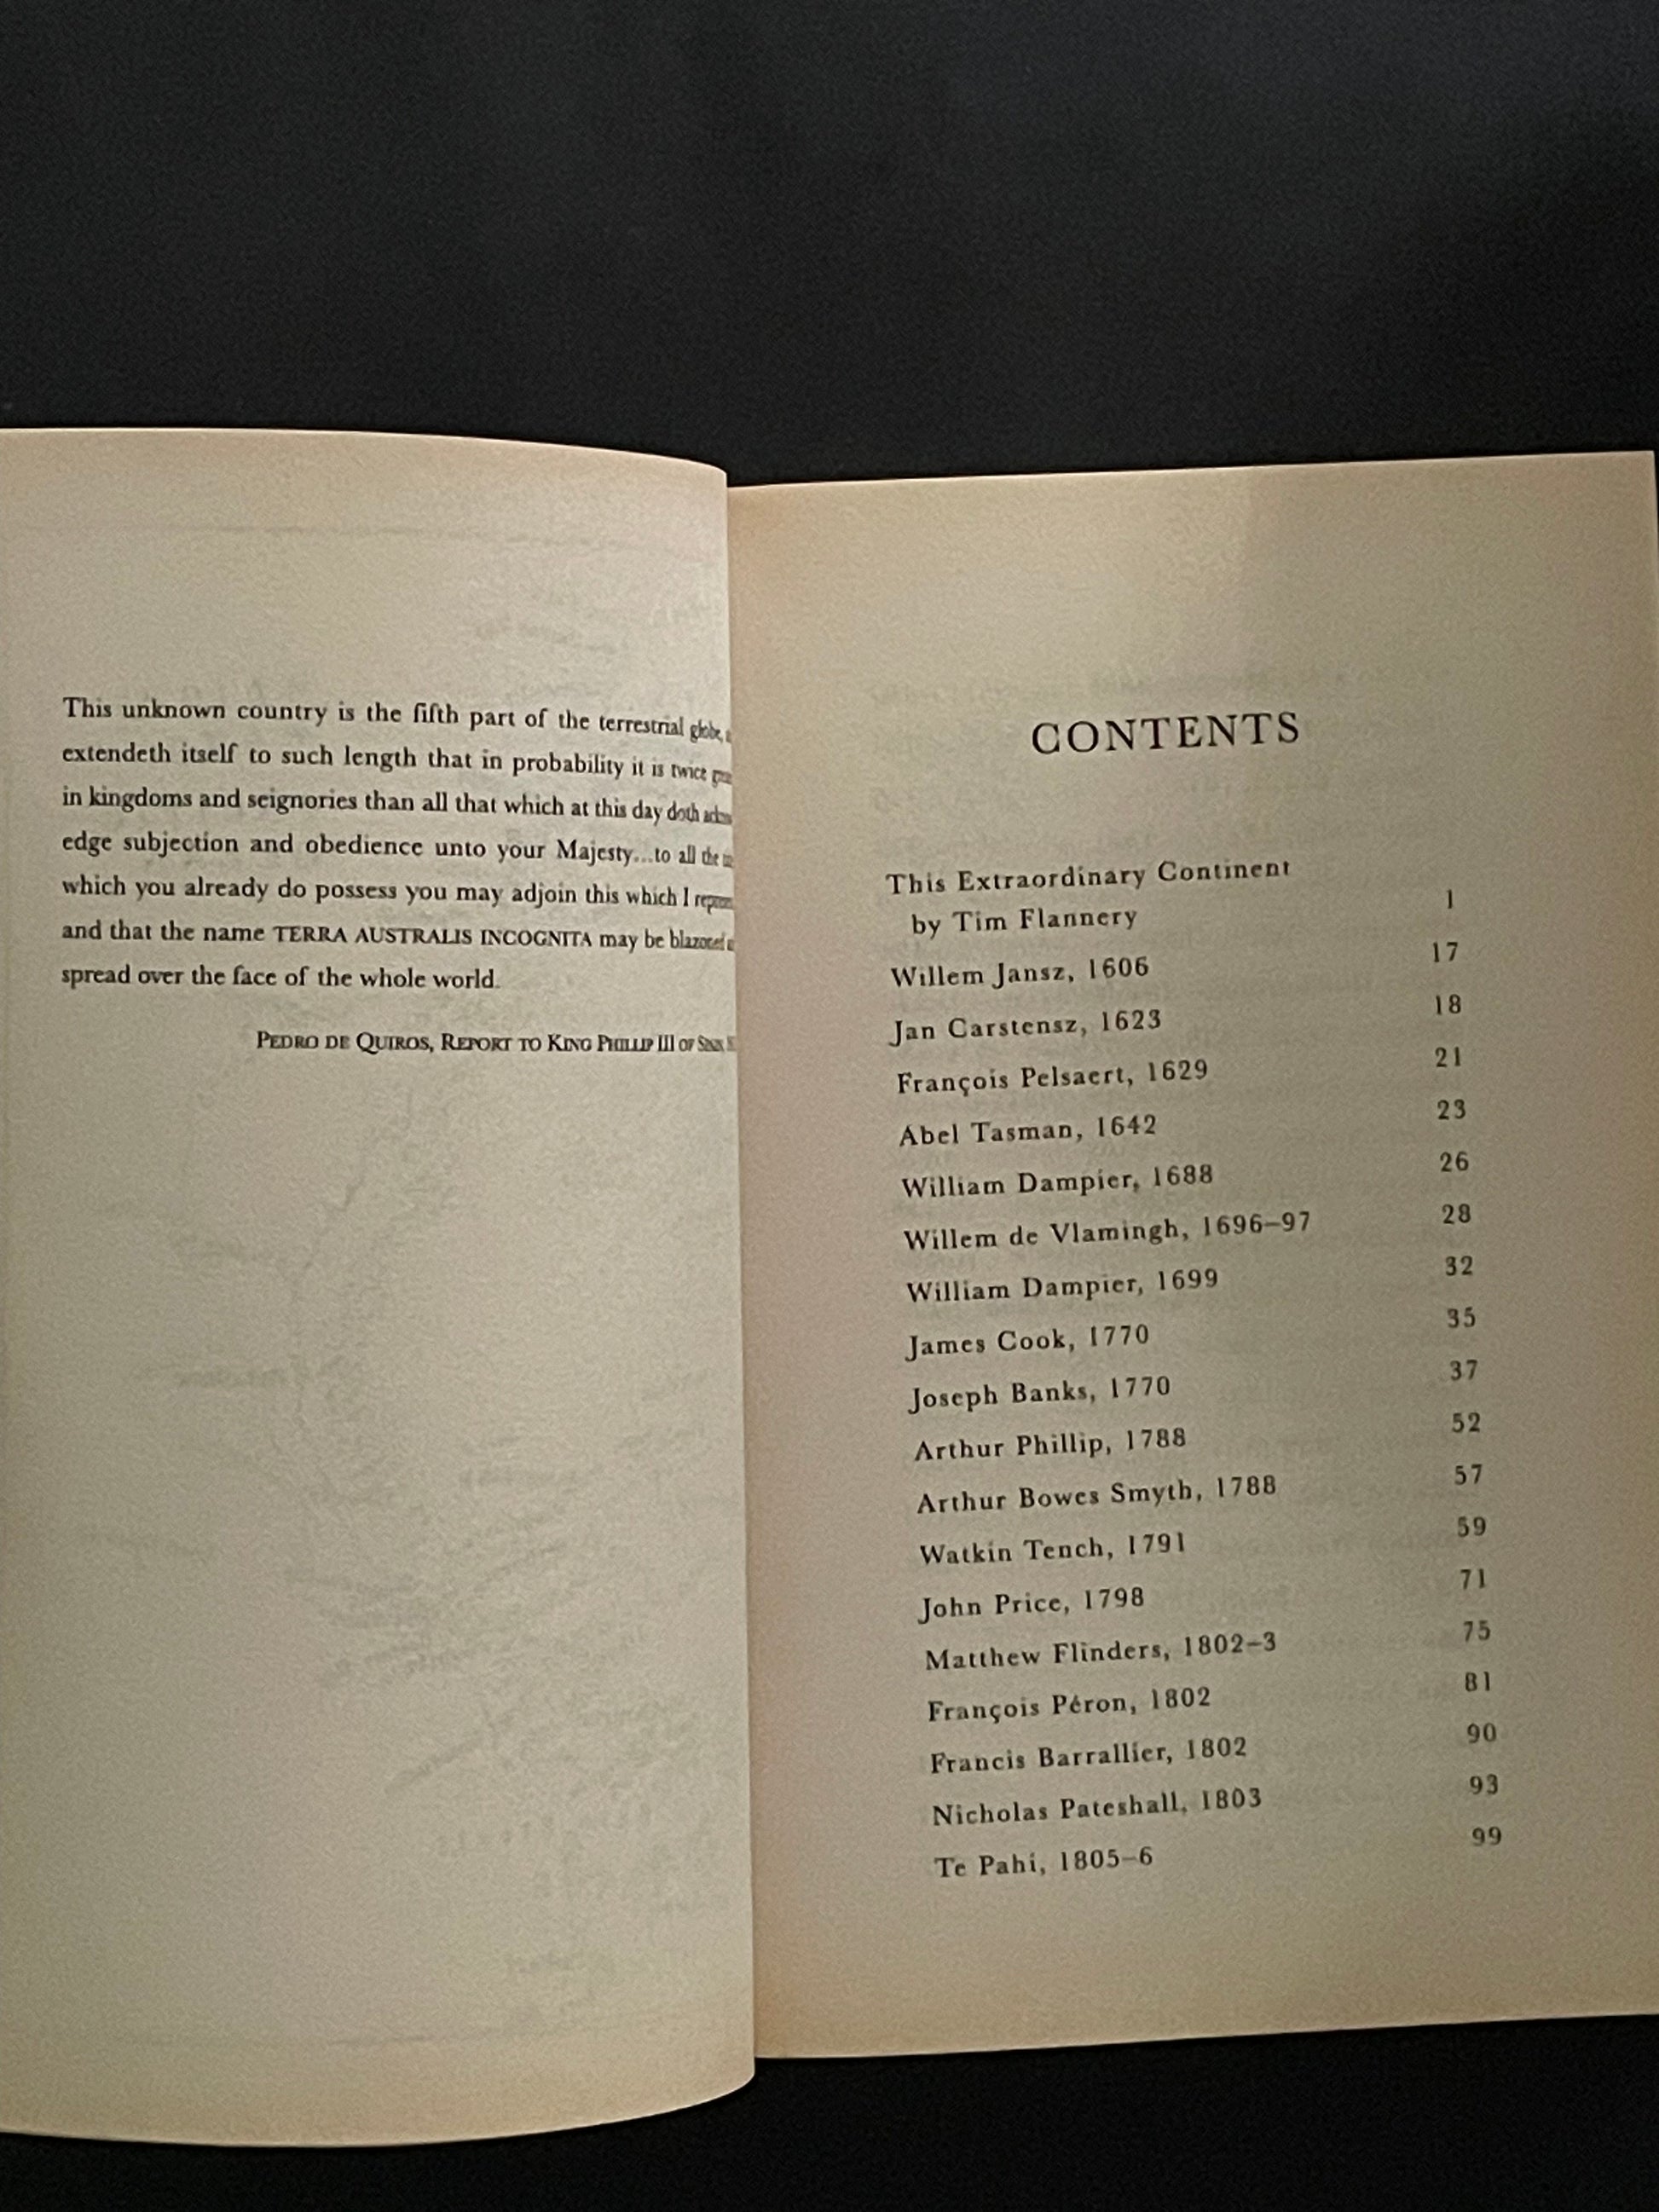 This unknown country is the fifth part of the terrestrial globe,
extendeth itself to such length that in probability it is twice
in kingdoms and seignories than all that which at this day doth
edge subjection and obedience unto your Majesty...to all the
which you already do possess you may adjoin this which I
and that the name TERRA AUSTRALIS INCOGNITA may be blazoned
spread over the face of the whole world.
PEDRO DE QUIROS, REPORT TO KING PHILLIP III OF
CONTENTS
This Extraordinary Continent
by Tim Flannery 1
Willem Jansz, 1606 17
Jan Carstensz, 1623 18
François Pelsaert, 1629 21
Abel Tasman, 1642 23
William Dampier, 1688 26
Willem de Vlamingh, 1696–97 28
William Dampier, 1699 32
James Cook, 1770 35
Joseph Banks, 1770 37
Arthur Phillip, 1788 52
Arthur Bowes Smyth, 1788 57
Watkin Tench, 1791 59
John Price, 1798 71
Matthew Flinders, 1802–3 75
François Péron, 1802 81
Francis Barrallier, 1802 90
Nicholas Pateshall, 1803 93
Te Pahi, 1805–6 99